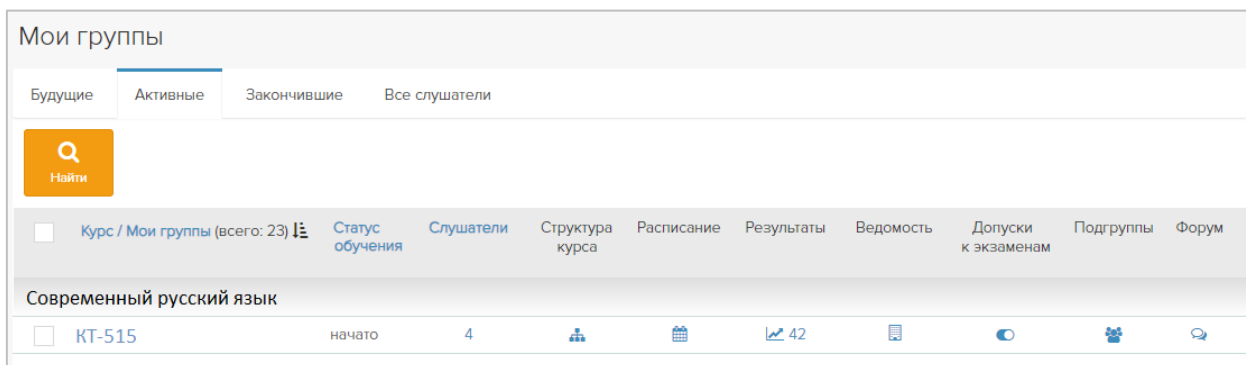 Мои группы
Будущие Активные Закончившие Все слушатели
Найти
Курс / Мои группы (всего: 23) Статус обучения Слушатели Структура курса Расписание Результаты Ведомость Допуски к экзаменам Подгруппы Форум
Современный русский язык
КТ-515 начато 4 42